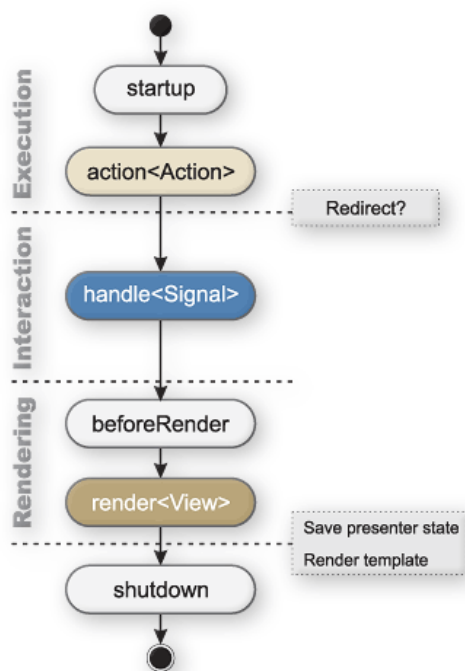 startup
Execution
action<Action>
Redirect?
Interaction
handle<Signal>
beforeRender
Rendering
render<View>
Save presenter state
Render template
shutdown